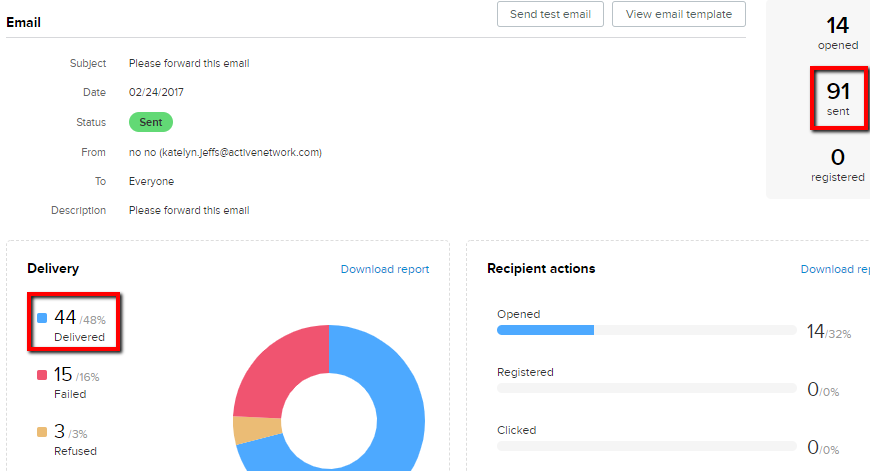 Email
Send test email
View email template
14
opened
91
sent
0
registered
Subject Please forward this email
Date 02/24/2017
Status Sent
From no no (katelyn.jeffs@activenetwork.com)
To Everyone
Description Please forward this email
Delivery
Download report
44 /48%
Delivered
15 /16%
Failed
3 /3%
Refused
Recipient actions
Download rep
Opened
14/32%
Registered
0/0%
Clicked
0/0%